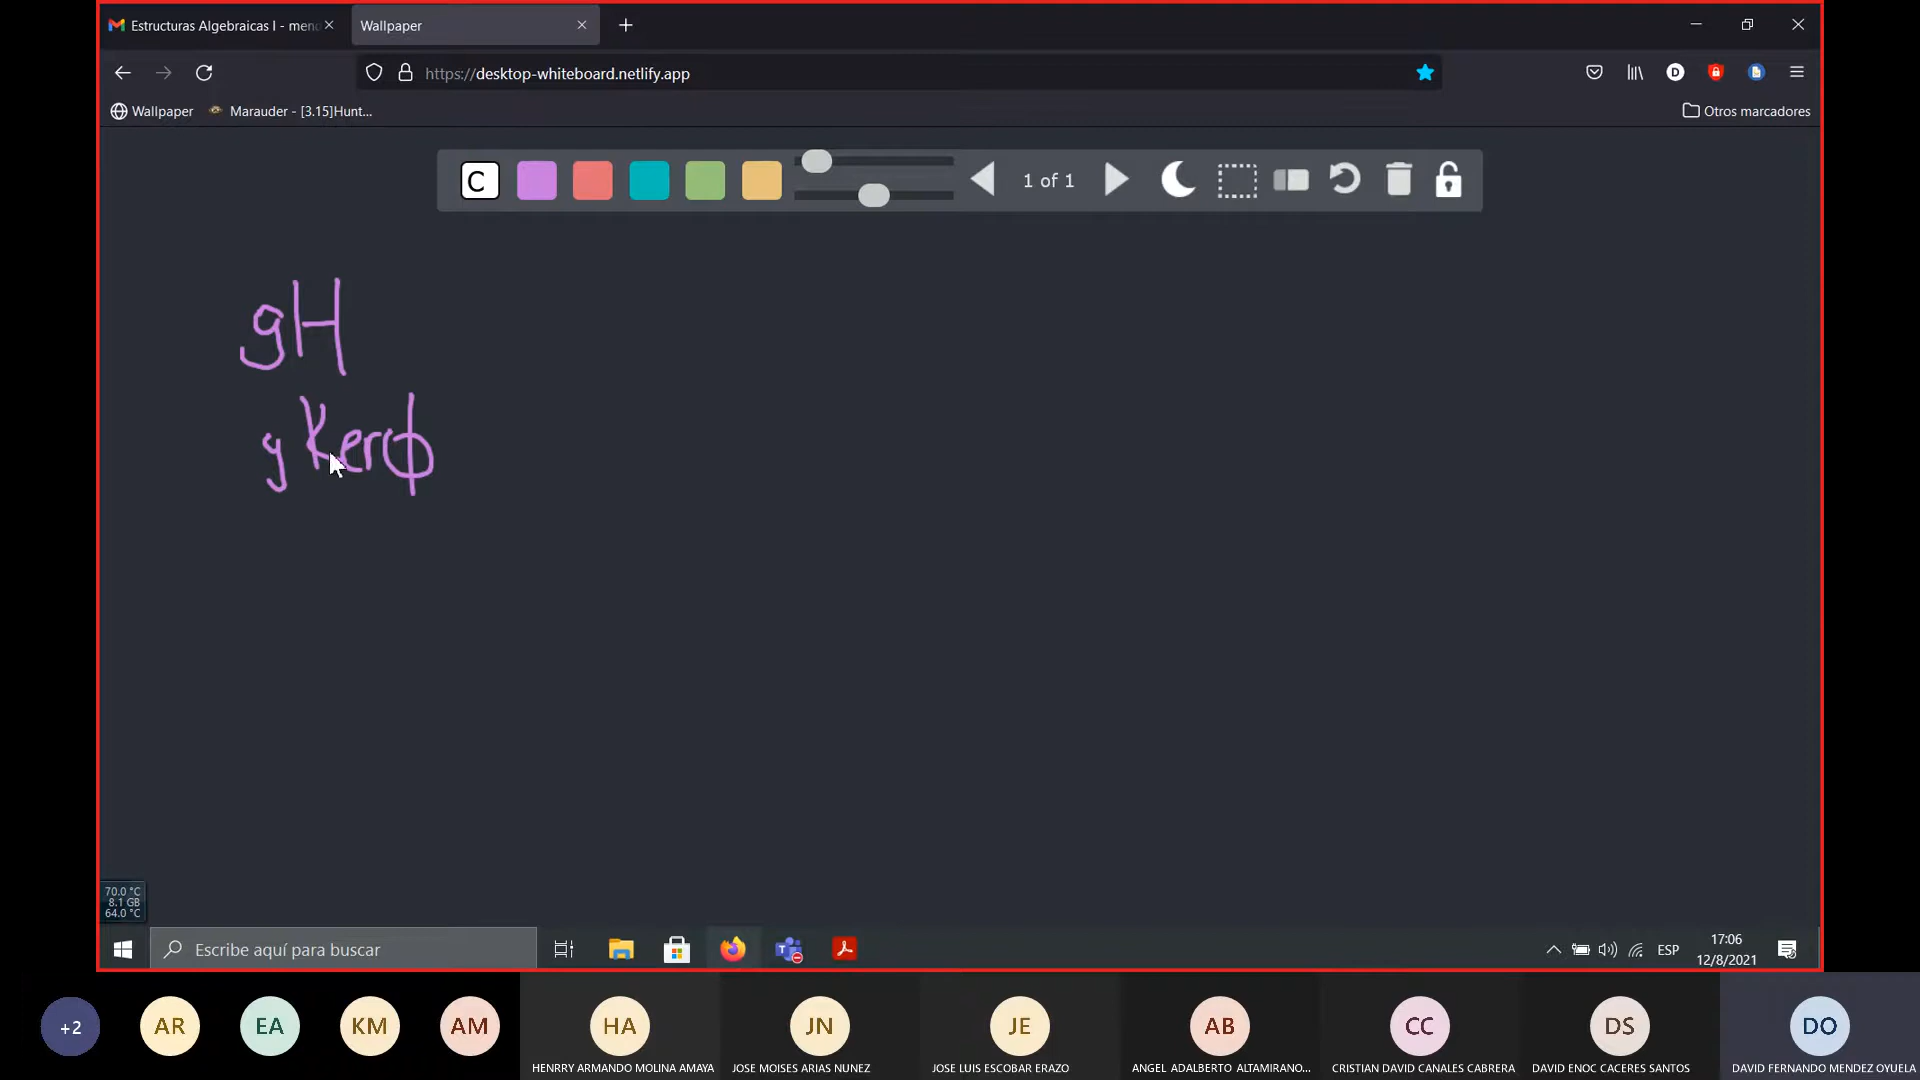 Estructuras Algebraicas I - meno
Wallpaper
https://desktop-whiteboard.netlify.app
D
Wallpaper
Marauder - [3.15]Hunt...
Otros marcadores
C
1 of 1
gH
y Kerϕ
70.0 °C
8.1 GB
64.0 °C
Escribe aquí para buscar
ESP
17:06
12/8/2021
+2
AR
EA
KM
AM
HA
JN
JE
AB
CC
DS
DO
HENRRY ARMANDO MOLINA AMAYA
JOSE MOISES ARIAS NUNEZ
JOSE LUIS ESCOBAR ERAZO
ANGEL ADALBERTO ALTAMIRANO...
CRISTIAN DAVID CANALES CABRERA
DAVID ENOC CACERES SANTOS
DAVID FERNANDO MENDEZ OYUELA